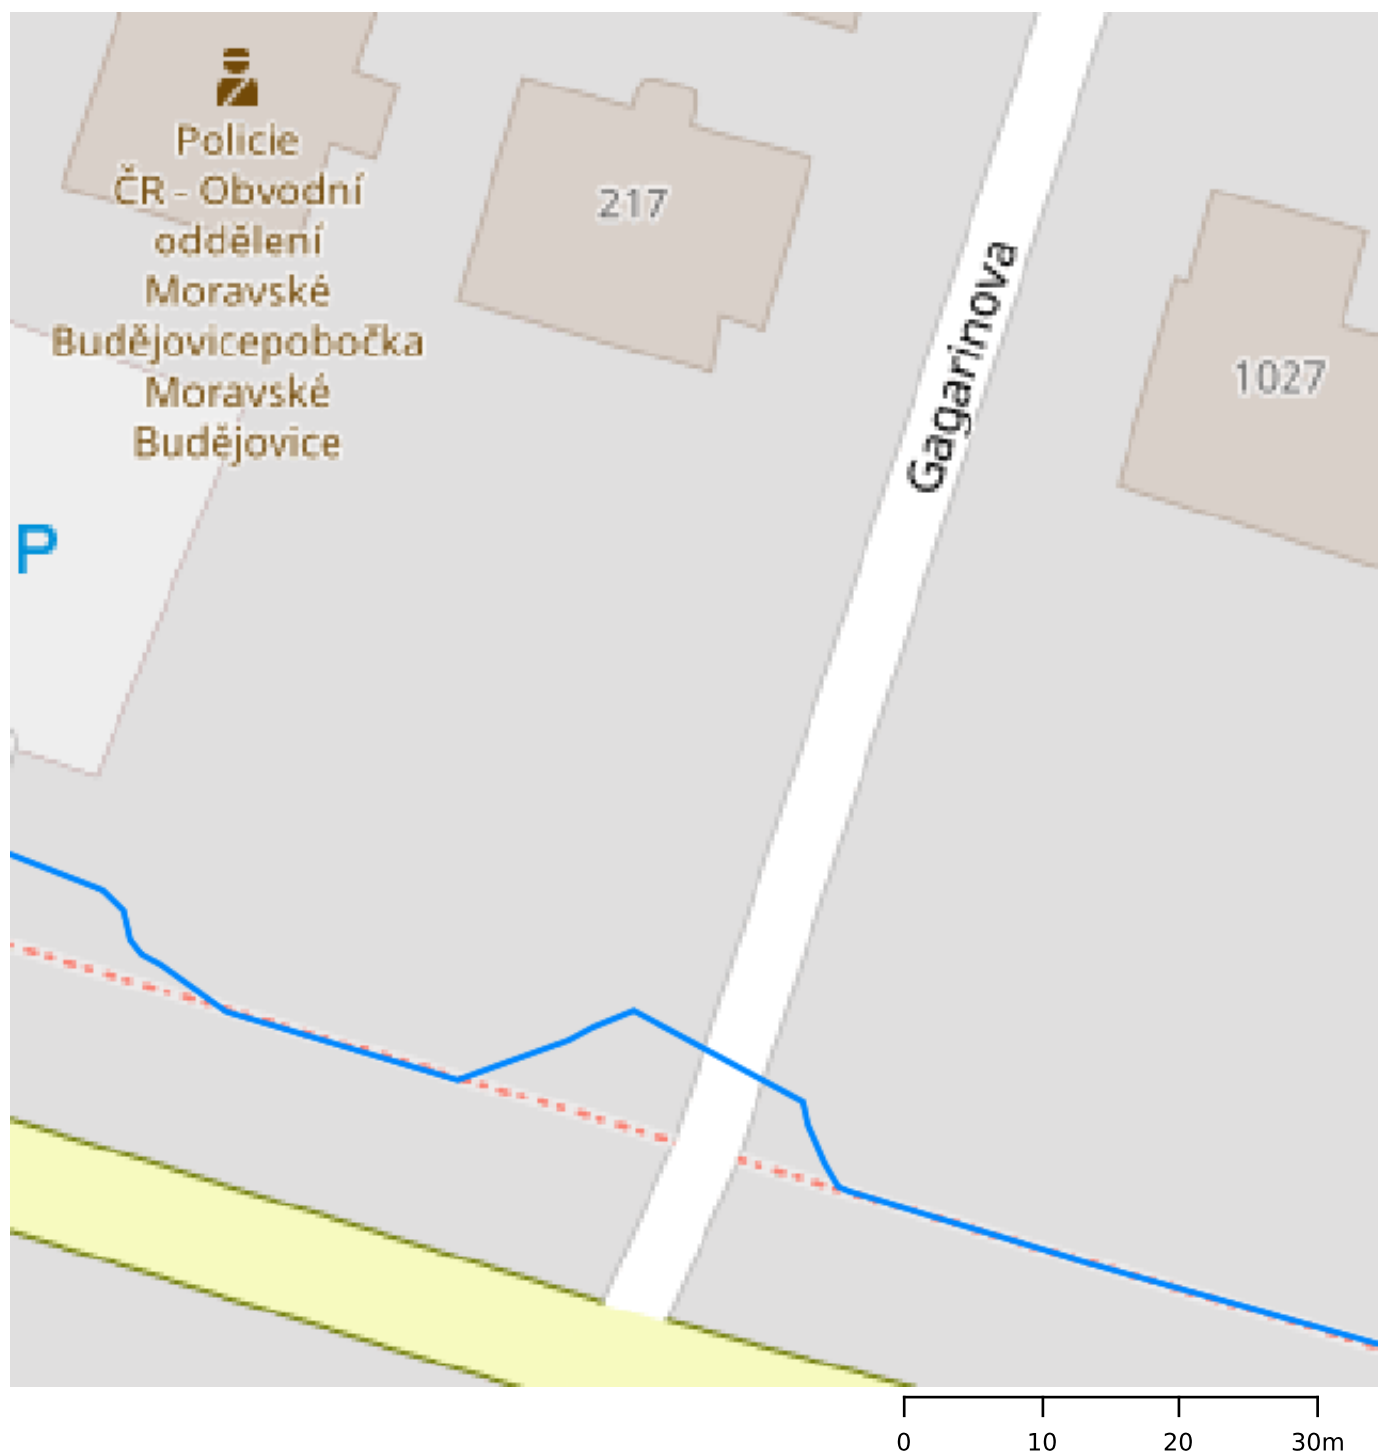 Policie
ČR - Obvodní
oddělení
Moravské
Budějovicepobočka
Moravské
Budějovice
217
Gagarinova
1027
P
0 10 20 30m